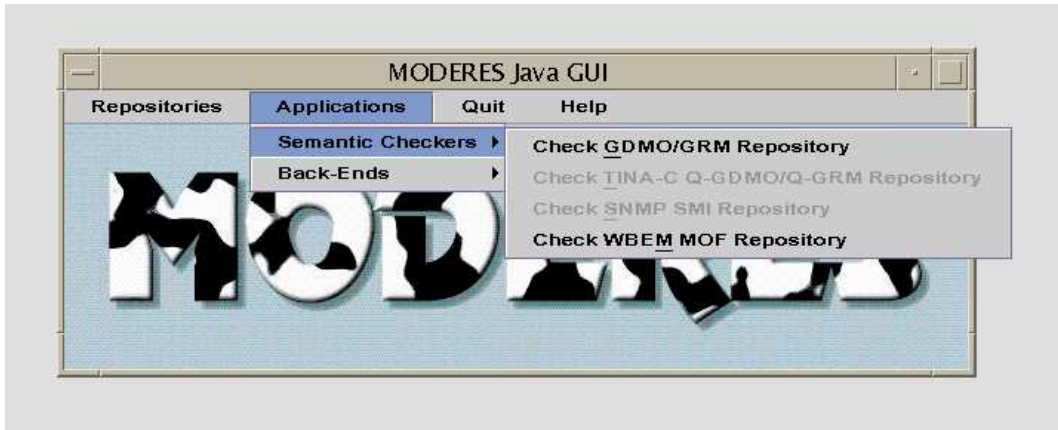 MODERES Java GUI
Repositories Applications Quit Help
Semantic Checkers
Back-Ends
Check GDMO/GRM Repository
Check TINA-C Q-GDMO/Q-GRM Repository
Check SNMP SMI Repository
Check WBEM MOF Repository
MODERES